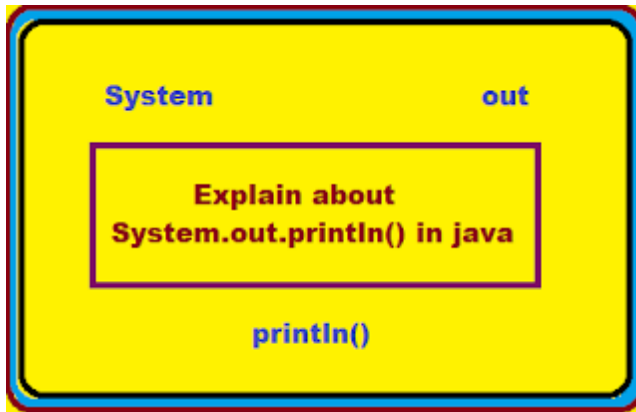 System out
Explain about
System.out.println() in java
println()